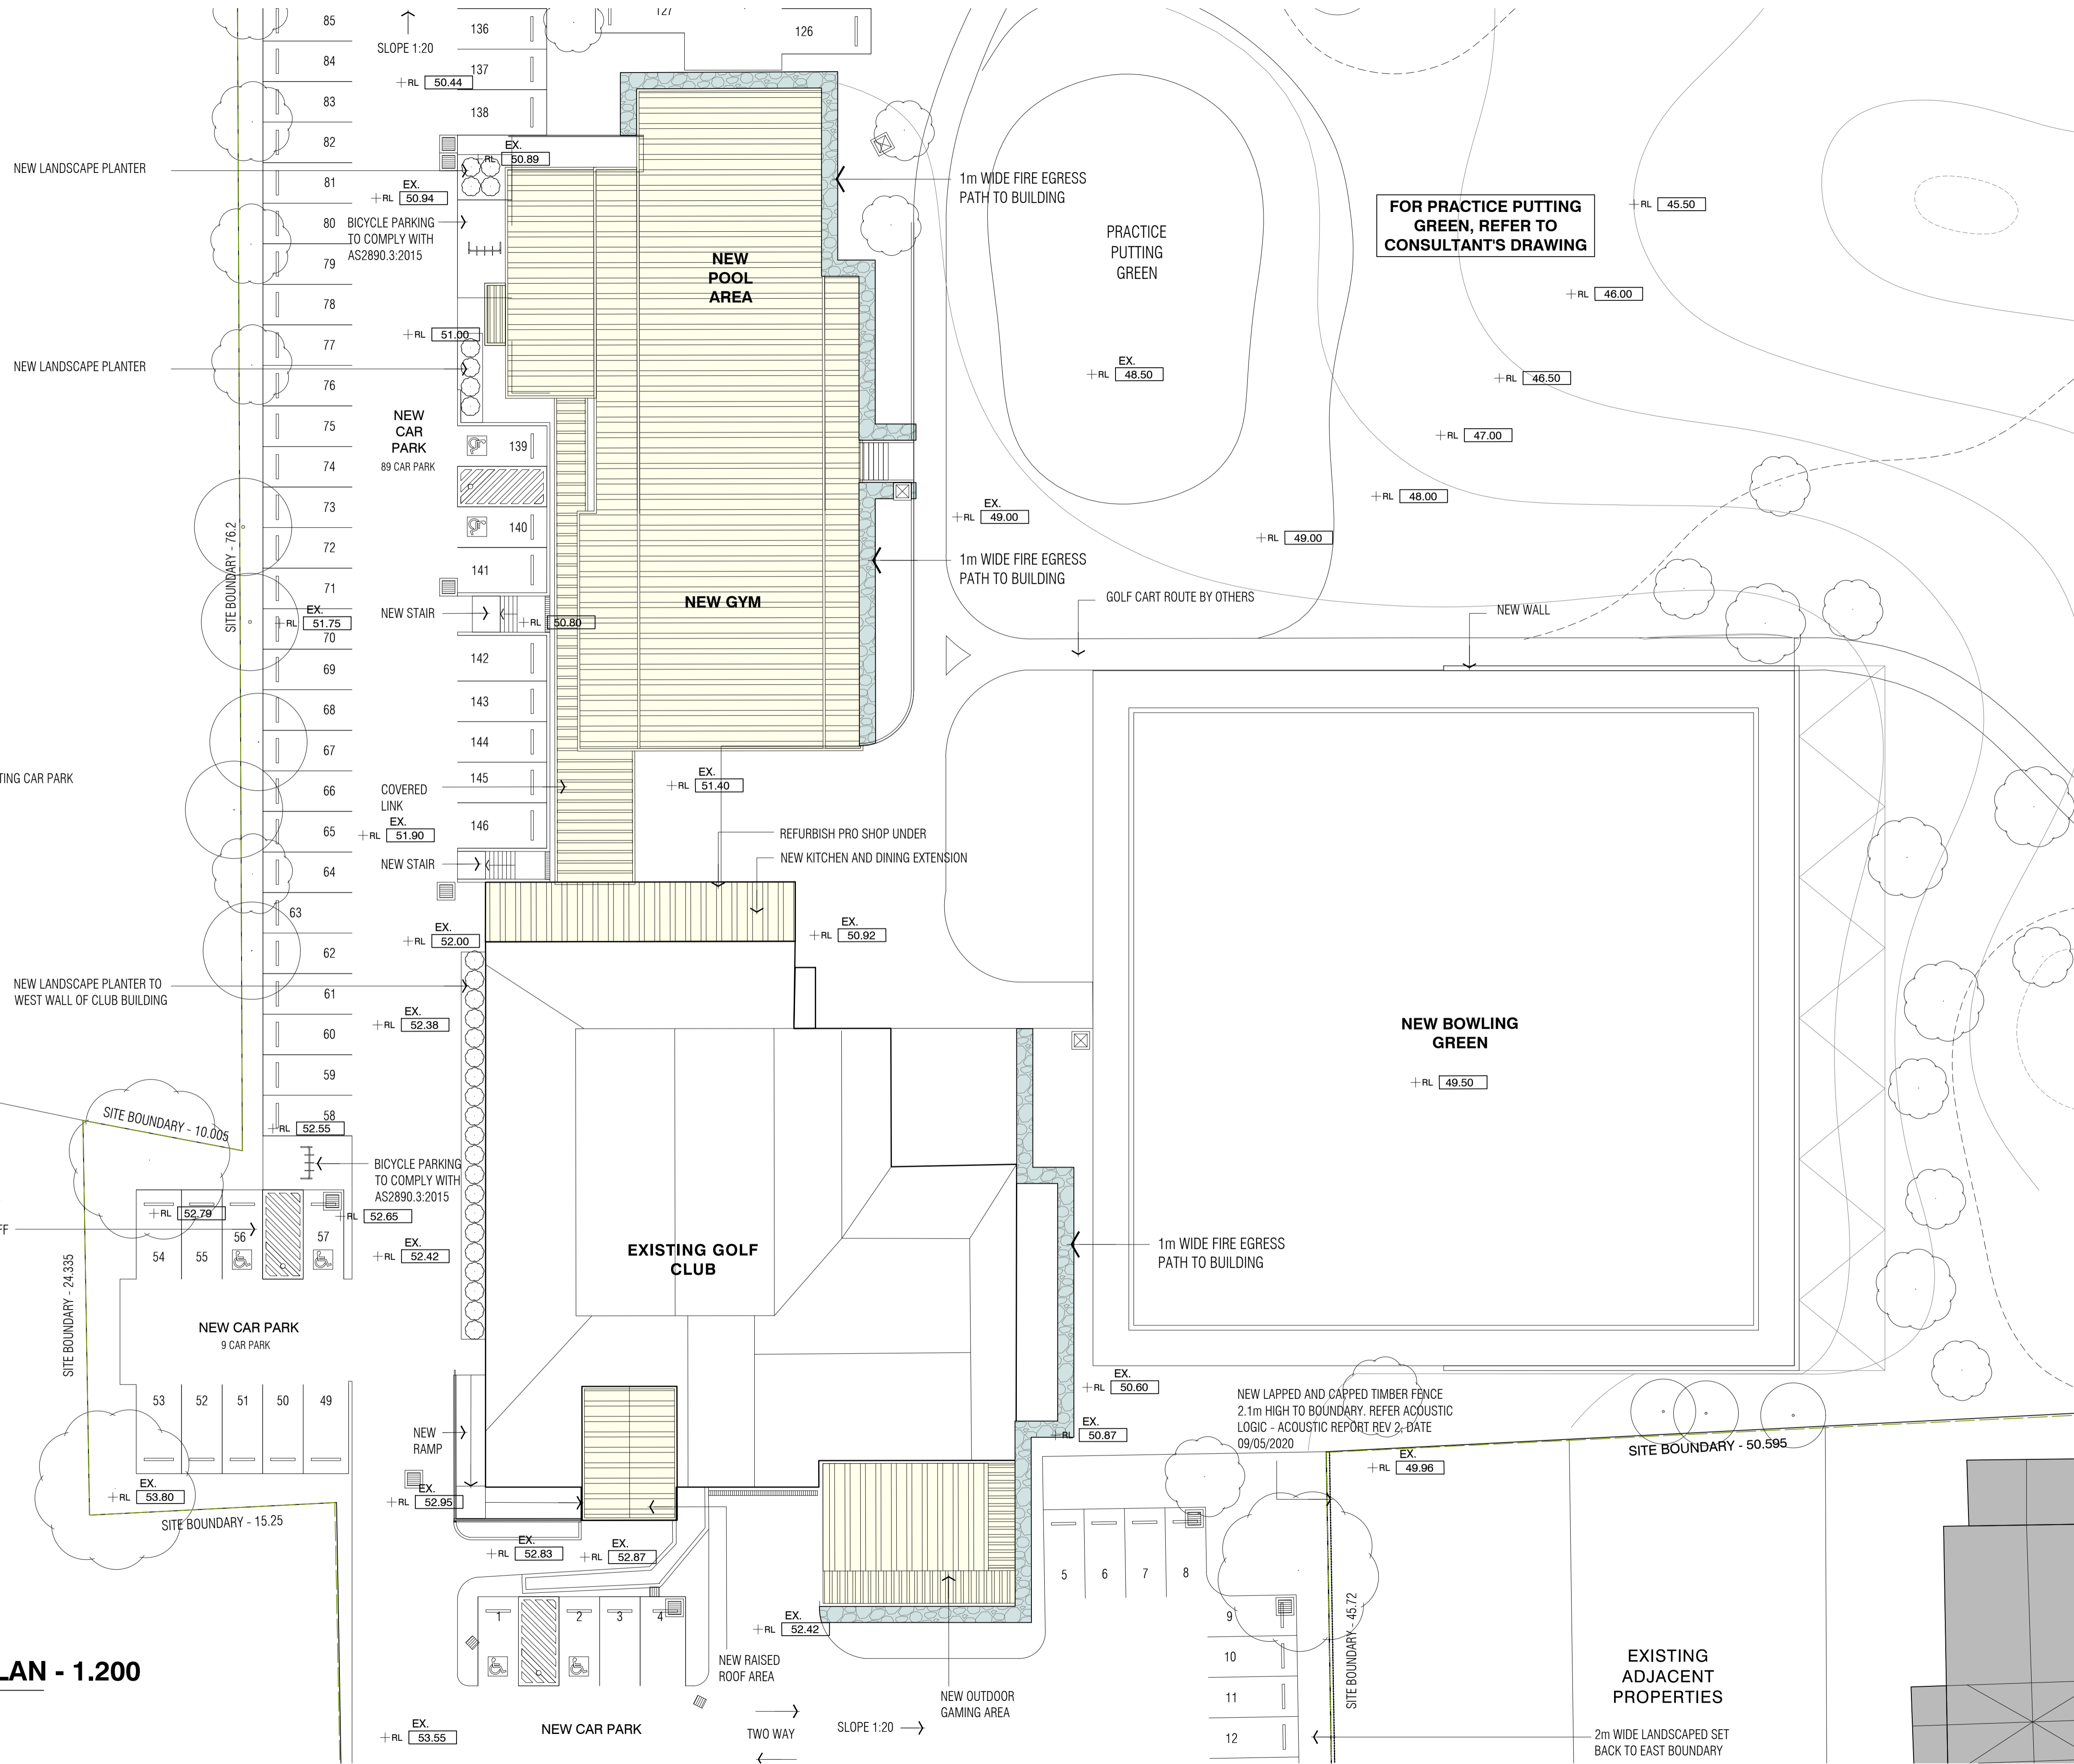 85
84
83
82
81
80
79
78
77
76
75
74
73
72
71
70
69
68
67
66
65
64
63
62
61
60
59
58
SLOPE 1:20
RL 50.44
136
137
138
126
NEW LANDSCAPE PLANTER
EX.
RL 50.89
EX.
RL 50.94
BICYCLE PARKING
TO COMPLY WITH
AS2890.3:2015
RL 51.00
NEW LANDSCAPE PLANTER
NEW
CAR
PARK
89 CAR PARK
139
140
141
NEW STAIR
RL 50.80
142
143
144
145
146
SITE BOUNDARY - 76.2
EX.
RL 51.75
TING CAR PARK
COVERED
LINK
EX.
RL 51.90
NEW STAIR
NEW
POOL
AREA
NEW GYM
1m WIDE FIRE EGRESS
PATH TO BUILDING
PRACTICE
PUTTING
GREEN
EX.
RL 48.50
FOR PRACTICE PUTTING
GREEN, REFER TO
CONSULTANT'S DRAWING
RL 45.50
RL 46.00
RL 46.50
RL 47.00
RL 48.00
EX.
RL 49.00
RL 49.00
1m WIDE FIRE EGRESS
PATH TO BUILDING
GOLF CART ROUTE BY OTHERS
NEW WALL
EX.
RL 51.40
REFURBISH PRO SHOP UNDER
NEW KITCHEN AND DINING EXTENSION
EX.
RL 52.00
EX.
RL 50.92
NEW LANDSCAPE PLANTER TO
WEST WALL OF CLUB BUILDING
EX.
RL 52.38
NEW BOWLING
GREEN
RL 49.50
SITE BOUNDARY - 10.005
RL 52.55
BICYCLE PARKING
TO COMPLY WITH
AS2890.3:2015
RL 52.79
RL 52.65
FF
54
55
56
57
EX.
RL 52.42
EXISTING GOLF
CLUB
1m WIDE FIRE EGRESS
PATH TO BUILDING
SITE BOUNDARY - 24.335
NEW CAR PARK
9 CAR PARK
53
52
51
50
49
EX.
RL 53.80
SITE BOUNDARY - 15.25
NEW
RAMP
EX.
RL 52.95
EX.
RL 50.60
EX.
RL 50.87
NEW LAPPED AND CAPPED TIMBER FENCE
2.1m HIGH TO BOUNDARY. REFER ACOUSTIC
LOGIC - ACOUSTIC REPORT REV 2, DATE
09/05/2020
SITE BOUNDARY - 50.595
EX.
RL 49.96
EX.
RL 52.83
EX.
RL 52.87
5
6
7
8
1
2
3
4
EX.
RL 52.42
9
10
11
12
SITE BOUNDARY - 45.72
EXISTING
ADJACENT
PROPERTIES
LAN - 1.200
NEW RAISED
ROOF AREA
NEW OUTDOOR
GAMING AREA
EX.
RL 53.55
NEW CAR PARK
TWO WAY
SLOPE 1:20
2m WIDE LANDSCAPED SET
BACK TO EAST BOUNDARY